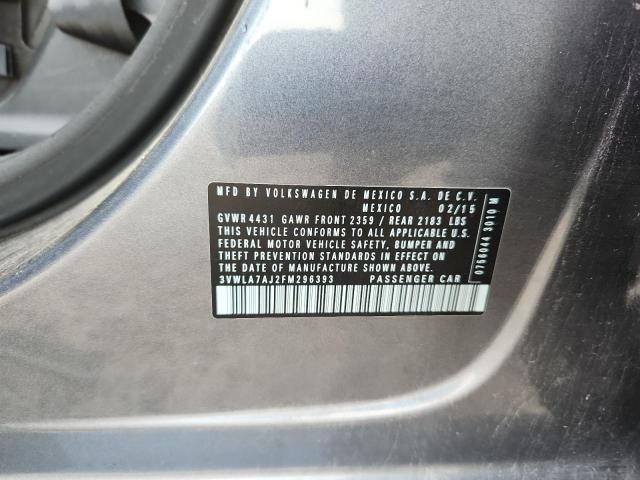 MFD BY VOLKSWAGEN DE MEXICO S.A. DE C.V.
MEXICO 02/15
GVWR 4431 GAWR FRONT 2359 / REAR 2183 LBS
THIS VEHICLE CONFORMS TO ALL APPLICABLE U.S.
FEDERAL MOTOR VEHICLE SAFETY, BUMPER AND
THEFT PREVENTION STANDARDS IN EFFECT ON THE
DATE OF MANUFACTURE SHOWN ABOVE.
3VWLA7AJ2FM296393 PASSENGER CAR
0756044 3010 M